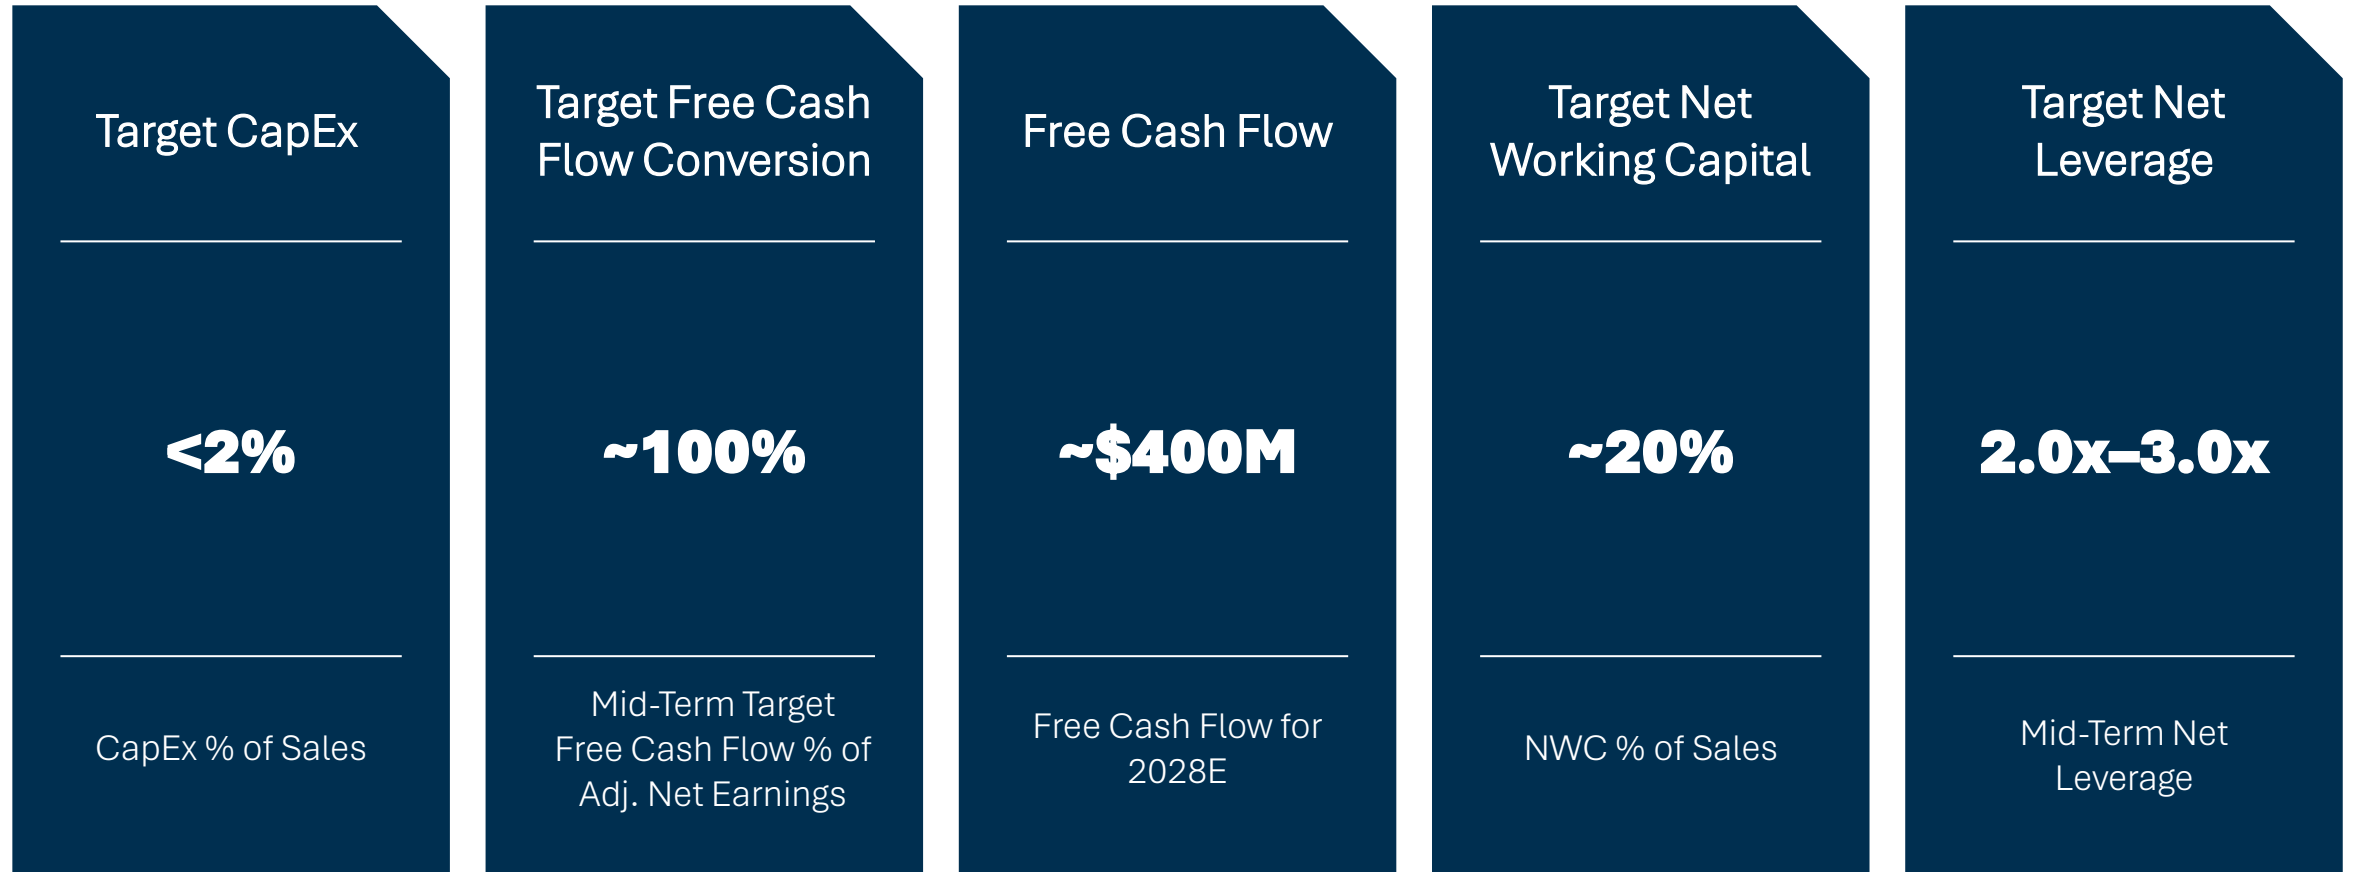 Target CapEx
<2%
CapEx % of Sales
Target Free Cash
Flow Conversion
~100%
Mid-Term Target
Free Cash Flow % of
Adj. Net Earnings
Free Cash Flow
~$400M
Free Cash Flow for
2028E
Target Net
Working Capital
~20%
NWC % of Sales
Target Net
Leverage
2.0x–3.0x
Mid-Term Net
Leverage